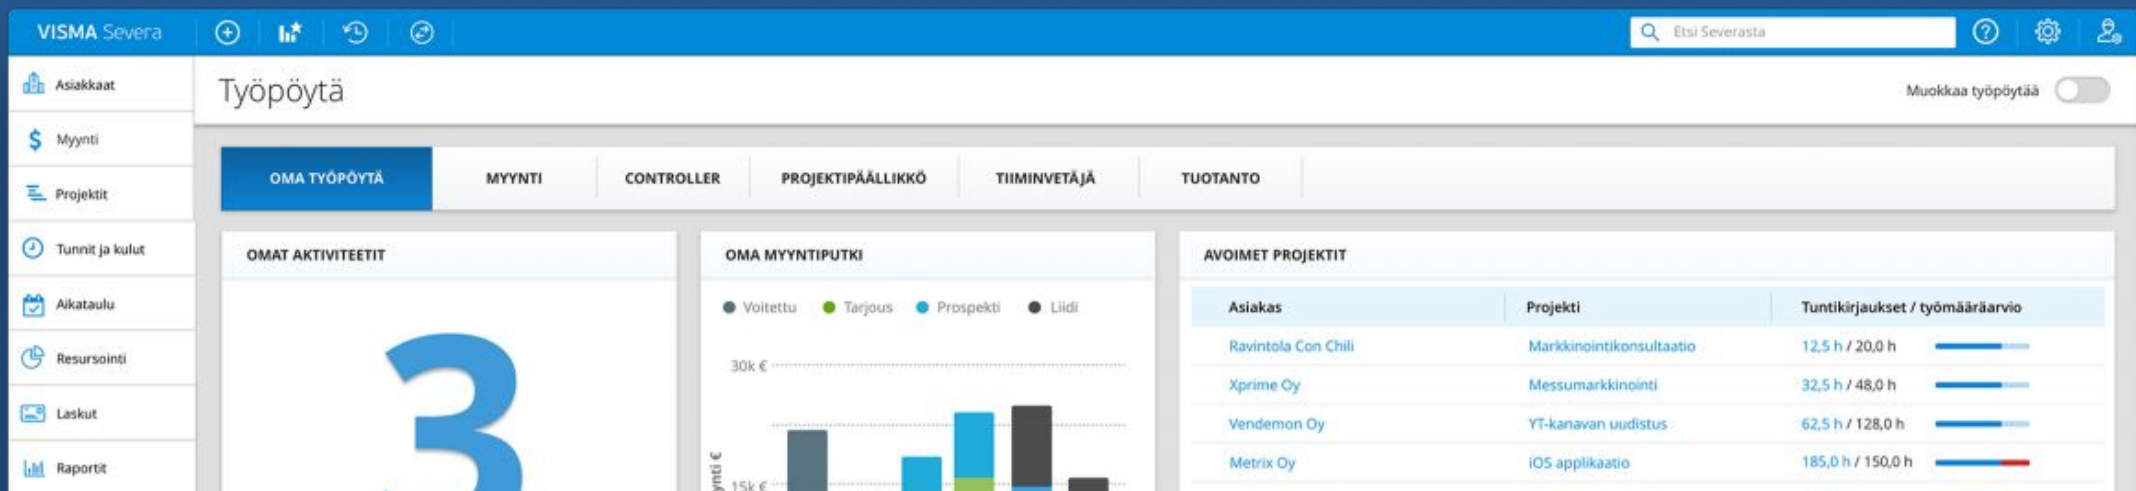 VISMA Severa
Etsi Severasta
Asiakkaat
Myynti
Projektit
Tunnit ja kulut
Aikataulu
Resursointi
Laskut
Raportit
Työpöytä
Muokkaa työpöytää
OMA TYÖPÖYTÄ MYYNTI CONTROLLER PROJEKTIPÄÄLLIKKÖ TIIMINVETÄJÄ TUOTANTO
OMAT AKTIVITEETIT
3
OMA MYYNTIPUTKI
Voitettu Tarjous Prospekti Liidi
30k €
15k €
AVOIMET PROJEKTIT
Asiakas Projekti Tuntikirjaukset / työmääräarvio
Ravintola Con Chili Markkinointikonsultaatio 12,5 h / 20,0 h
Xprime Oy Messumarkkinointi 32,5 h / 48,0 h
Vendemon Oy YT-kanavan uudistus 62,5 h / 128,0 h
Metrix Oy iOS applikaatio 185,0 h / 150,0 h